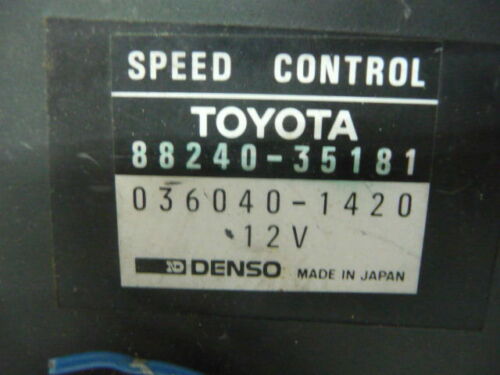 SPEED CONTROL
TOYOTA
88240-35181
036040-1420
12V
DENSO MADE IN JAPAN